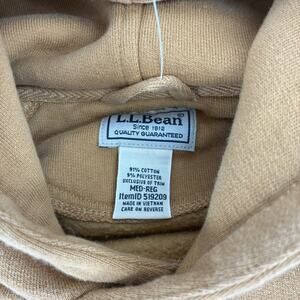 L.L.Bean®
Since 1912
QUALITY GUARANTEED
91% COTTON
9% POLYESTER
EXCLUSIVE OF TRIM
MED-REG
ItemID 519209
MADE IN VIETNAM
CARE ON REVERSE